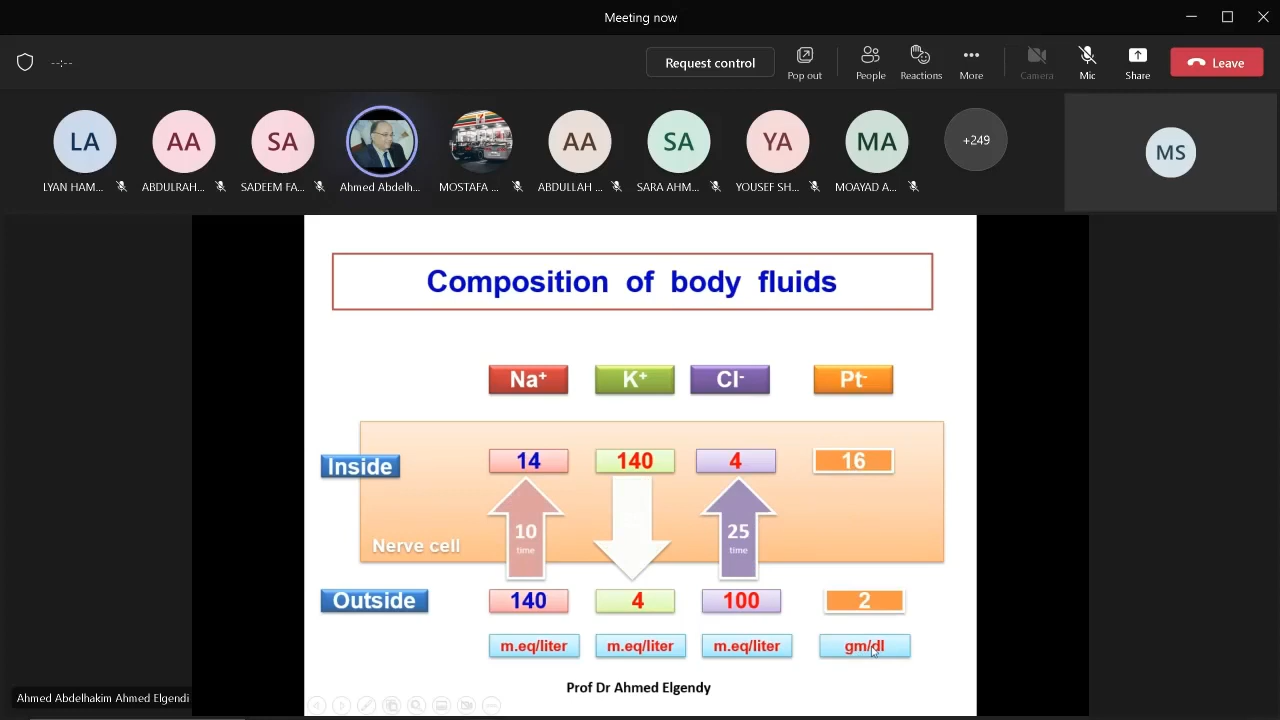 Meeting now
--:--
Request control
Pop out
People
Reactions
More
Camera
Mic
Share
Leave
LA
AA
SA
AA
SA
YA
MA
+249
MS
LYAN HAM...
ABDULRAH...
SADEEM FA...
Ahmed Abdelh...
MOSTAFA ...
ABDULLAH ...
SARA AHM...
YOUSEF SH...
MOAYAD A...
Composition of body fluids
Na+
K+
Cl-
Pt-
Inside
14
140
4
16
10
time
25
time
Nerve cell
Outside
140
4
100
2
m.eq/liter
m.eq/liter
m.eq/liter
gm/dl
Prof Dr Ahmed Elgendy
Ahmed Abdelhakim Ahmed Elgendi